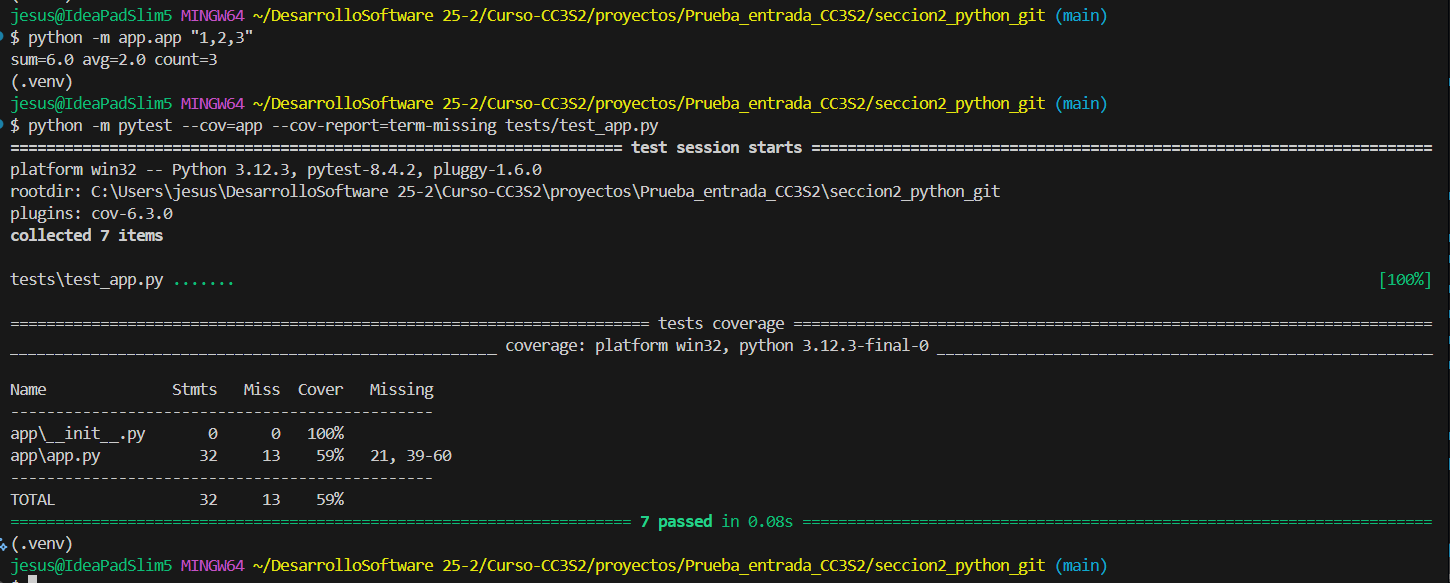 jesus@IdeaPadSlim5 MINGW64 ~/DesarrolloSoftware 25-2/Curso-CC3S2/proyectos/Prueba_entrada_CC3S2/seccion2_python_git (main)
$ python -m app.app "1,2,3"
sum=6.0 avg=2.0 count=3
(.venv)
jesus@IdeaPadSlim5 MINGW64 ~/DesarrolloSoftware 25-2/Curso-CC3S2/proyectos/Prueba_entrada_CC3S2/seccion2_python_git (main)
$ python -m pytest --cov=app --cov-report=term-missing tests/test_app.py
===================================================================== test session starts =====================================================================
platform win32 -- Python 3.12.3, pytest-8.4.2, pluggy-1.6.0
rootdir: C:\Users\jesus\DesarrolloSoftware 25-2\Curso-CC3S2\proyectos\Prueba_entrada_CC3S2\seccion2_python_git
plugins: cov-6.3.0
collected 7 items
tests\test_app.py ....... [100%]
======================================================================= tests coverage =======================================================================
______________________________________________________ coverage: platform win32, python 3.12.3-final-0 _______________________________________________________
Name Stmts Miss Cover Missing
-----------------------------------------------
app\__init__.py 0 0 100%
app\app.py 32 13 59% 21, 39-60
-----------------------------------------------
TOTAL 32 13 59%
===================================================================== 7 passed in 0.08s ======================================================================
(.venv)
jesus@IdeaPadSlim5 MINGW64 ~/DesarrolloSoftware 25-2/Curso-CC3S2/proyectos/Prueba_entrada_CC3S2/seccion2_python_git (main)
$